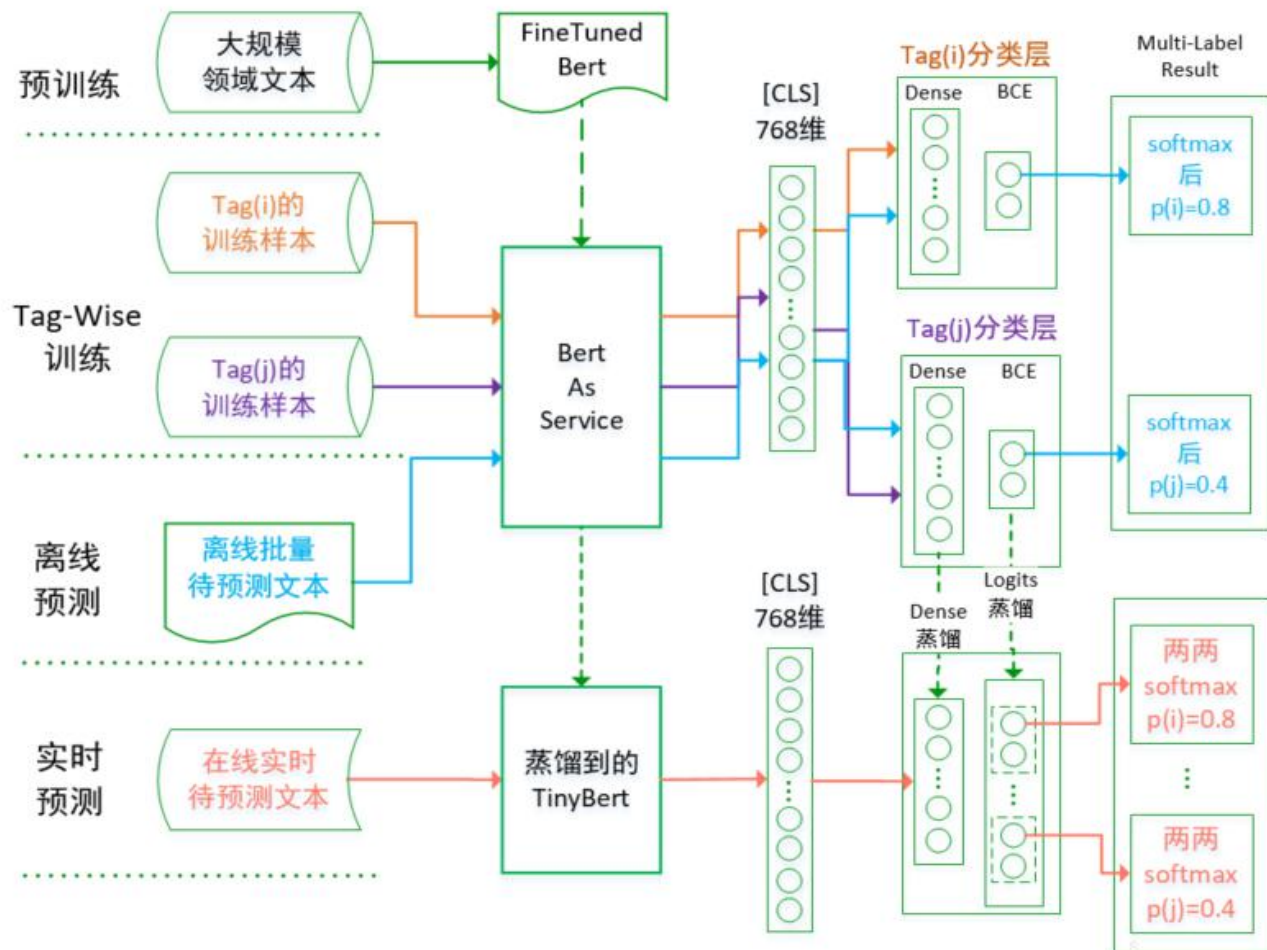 预训练
大规模
领域文本
FineTuned
Bert
[CLS]
768维
Tag(i)分类层
Dense
BCE
Multi-Label
Result
softmax
后
p(i)=0.8
Tag-Wise
训练
Tag(i)的
训练样本
Tag(j)的
训练样本
Bert
As
Service
Tag(j)分类层
Dense
BCE
softmax
后
p(j)=0.4
离线
预测
离线批量
待预测文本
[CLS]
768维
Dense
蒸馏
Logits
蒸馏
实时
预测
在线实时
待预测文本
蒸馏到的
TinyBert
两两
softmax
p(i)=0.8
两两
softmax
p(j)=0.4